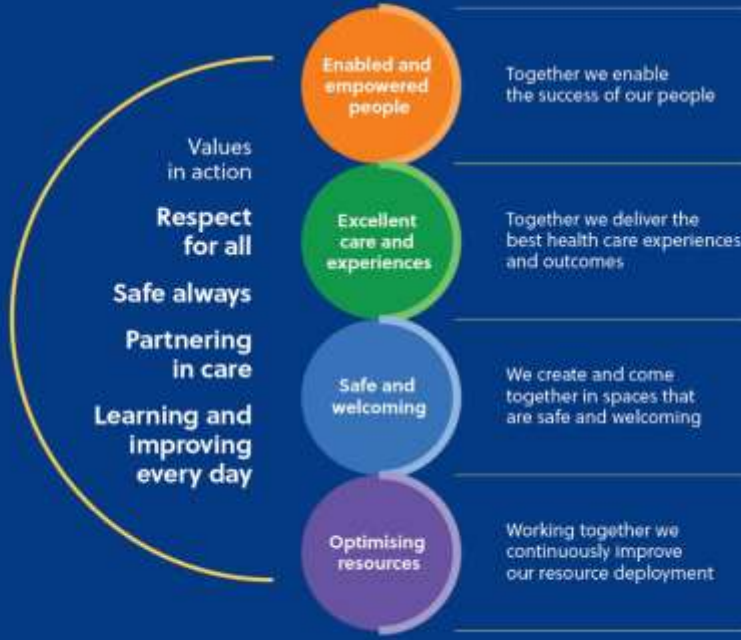 Values
in action
Respect
for all
Safe always
Partnering
in care
Learning and
improving
every day
Enabled and
empowered
people
Together we enable
the success of our people
Excellent
care and
experiences
Together we deliver the
best health care experiences
and outcomes
Safe and
welcoming
We create and come
together in spaces that
are safe and welcoming
Optimising
resources
Working together we
continuously improve
our resource deployment